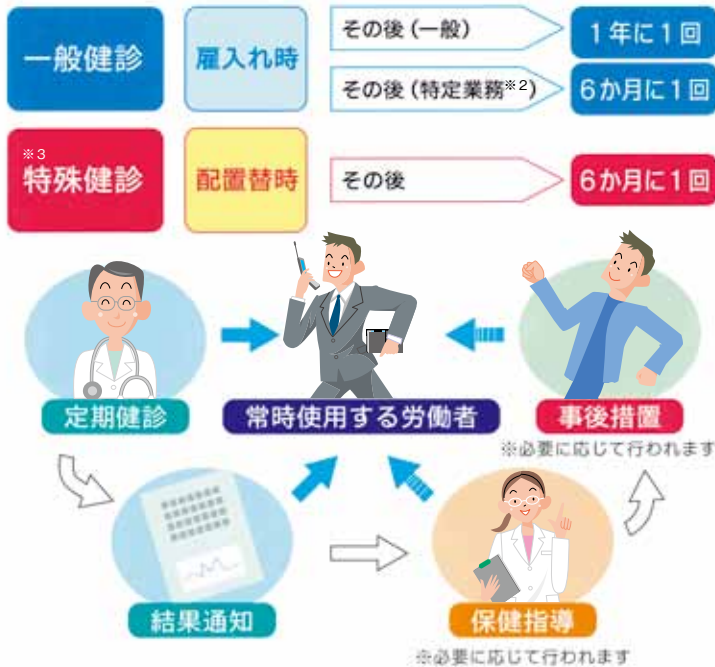 一般健診
雇入れ時
その後（一般）
1年に1回
その後（特定業務※2）
6か月に1回
※3
特殊健診
配置替時
その後
6か月に1回
定期健診
常時使用する労働者
事後措置
※必要に応じて行われます
結果通知
保健指導
※必要に応じて行われます